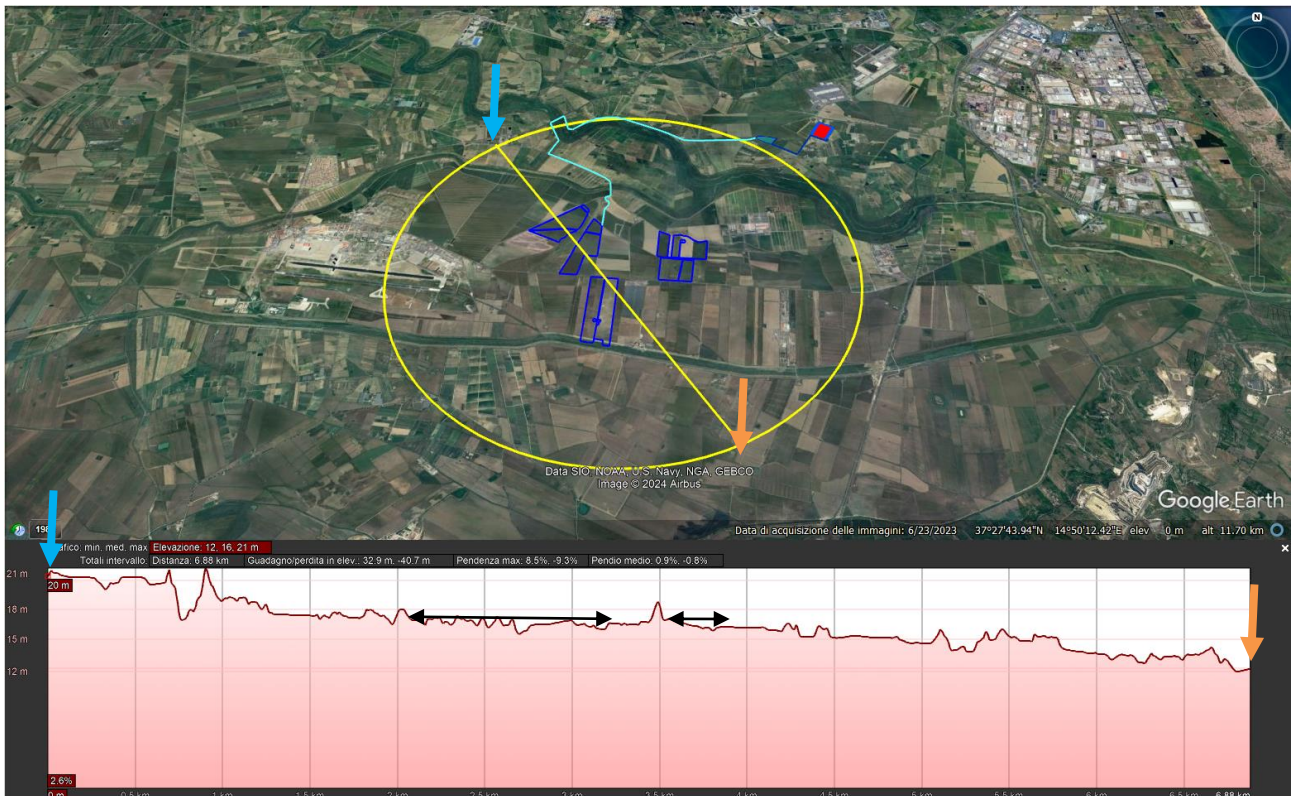 N
Data SIO, NOAA, U.S. Navy, NGA, GEBCO
Image © 2024 Airbus
Google Earth
198
Data di acquisizione delle immagini: 6/23/2023 37°27'43.94"N 14°50'12.42"E elev 0 m alt 11.70 km
min. med. max Elevazione: 12, 16, 21 m
Totali intervallo: Distanza: 6.88 km Guadagno/perdita in elev.: 32.9 m, -40.7 m Pendenza max: 8.5%, -9.3% Pendio medio: 0.9%, -0.8%
21 m
20 m
18 m
15 m
12 m
2.6%
0 m 0.5 km 1 km 1.5 km 2 km 2.5 km 3 km 3.5 km 4 km 4.5 km 5 km 5.5 km 6 km 6.5 km 6.88 km